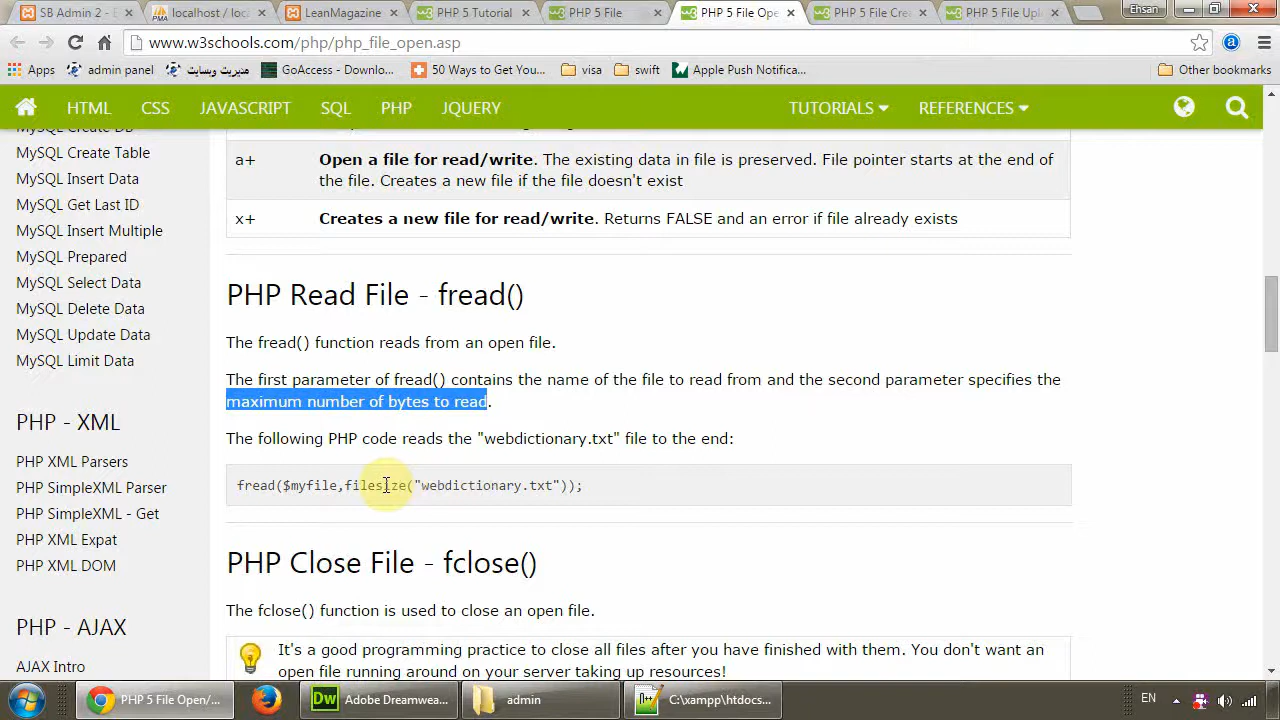 SB Admin 2 - E
localhost / loc
LeanMagazine
PHP 5 Tutorial
PHP 5 File
PHP 5 File Ope
PHP 5 File Cre
PHP 5 File Upl
Ehsan
www.w3schools.com/php/php_file_open.asp
Apps
admin panel
مدیریت وبسایت
GoAccess - Downlo...
50 Ways to Get You...
visa
swift
Apple Push Notifica...
Other bookmarks
HTML
CSS
JAVASCRIPT
SQL
PHP
JQUERY
TUTORIALS
REFERENCES
MySQL Create DB
MySQL Create Table
MySQL Insert Data
MySQL Get Last ID
MySQL Insert Multiple
MySQL Prepared
MySQL Select Data
MySQL Delete Data
MySQL Update Data
MySQL Limit Data
PHP - XML
PHP XML Parsers
PHP SimpleXML Parser
PHP SimpleXML - Get
PHP XML Expat
PHP XML DOM
PHP - AJAX
AJAX Intro
a+ Open a file for read/write. The existing data in file is preserved. File pointer starts at the end of
the file. Creates a new file if the file doesn't exist
x+ Creates a new file for read/write. Returns FALSE and an error if file already exists
PHP Read File - fread()
The fread() function reads from an open file.
The first parameter of fread() contains the name of the file to read from and the second parameter specifies the
maximum number of bytes to read.
The following PHP code reads the "webdictionary.txt" file to the end:
fread($myfile,filesize("webdictionary.txt"));
PHP Close File - fclose()
The fclose() function is used to close an open file.
It's a good programming practice to close all files after you have finished with them. You don't want an
open file running around on your server taking up resources!
PHP 5 File Open/...
Adobe Dreamwea...
admin
C:\xampp\htdocs...
EN